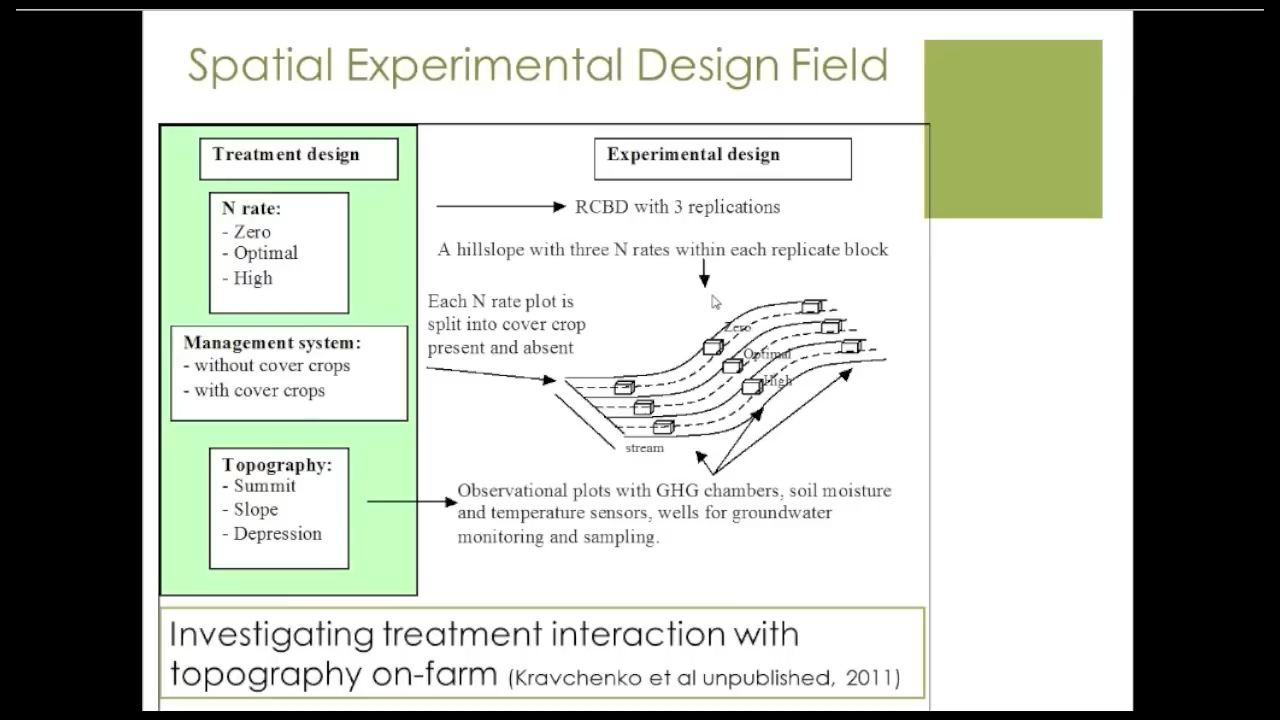 Spatial Experimental Design Field
Treatment design
N rate:
- Zero
- Optimal
- High
Management system:
- without cover crops
- with cover crops
Topography:
- Summit
- Slope
- Depression
Experimental design
RCBD with 3 replications
A hillslope with three N rates within each replicate block
Each N rate plot is
split into cover crop
present and absent
Zero
Optimal
High
stream
Observational plots with GHG chambers, soil moisture
and temperature sensors, wells for groundwater
monitoring and sampling.
Investigating treatment interaction with
topography on-farm (Kravchenko et al unpublished, 2011)